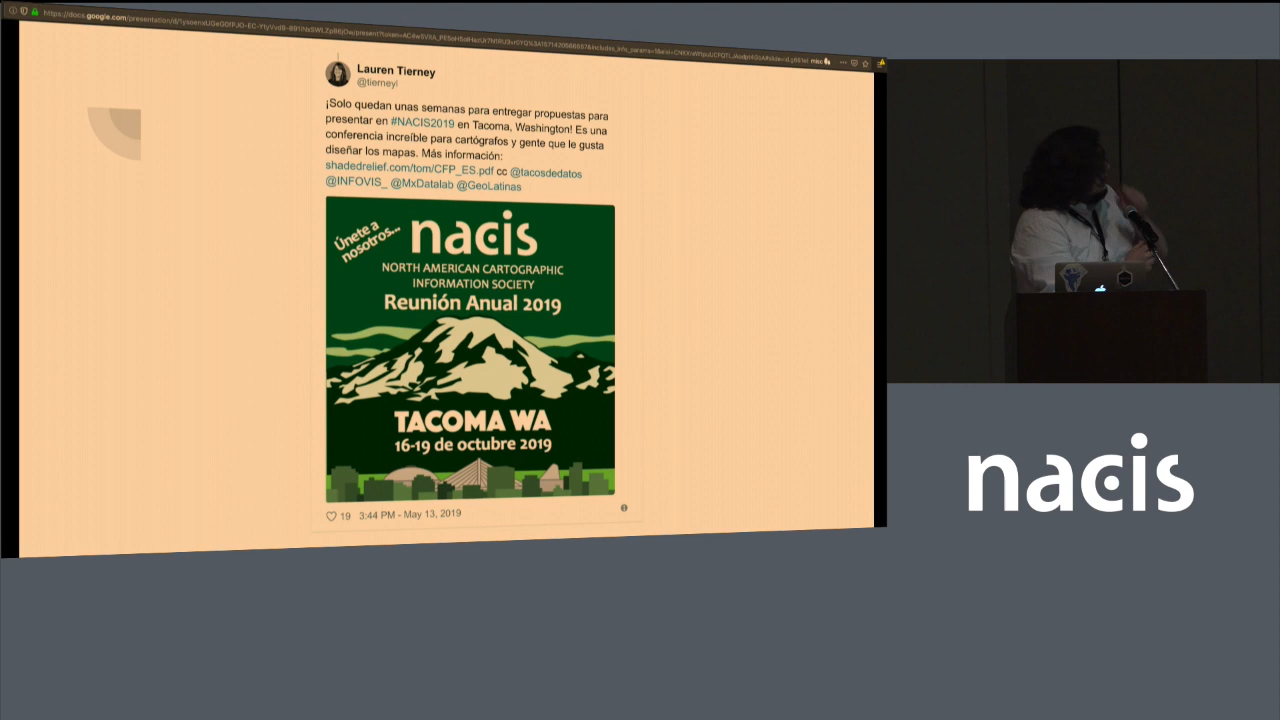 Lauren Tierney
@tierneyl
¡Solo quedan unas semanas para entregar propuestas para
presentar en #NACIS2019 en Tacoma, Washington! Es una
conferencia increíble para cartógrafos y gente que le gusta
diseñar los mapas. Más información:
shadedrelief.com/tom/CFP_ES.pdf cc @tacosdedatos
@INFOVIS_ @MxDatalab @GeoLatinas
Únete a
nosotros...
nacis
NORTH AMERICAN CARTOGRAPHIC
INFORMATION SOCIETY
Reunión Anual 2019
TACOMA WA
16-19 de octubre 2019
19 3:44 PM - May 13, 2019
nacis